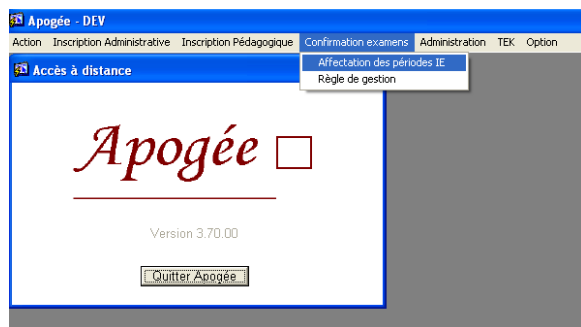 Apogée - DEV
Action Inscription Administrative Inscription Pédagogique Confirmation examens Administration TEK Option
Affectation des périodes IE
Règle de gestion
Accès à distance
Apogée
Version 3.70.00
Quitter Apogée